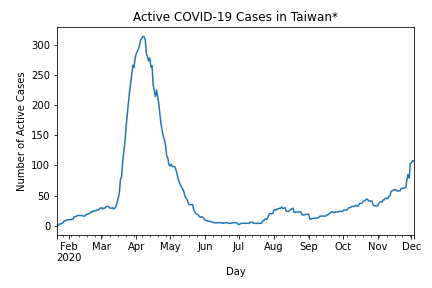 Active COVID-19 Cases in Taiwan*
Number of Active Cases
300
250
200
150
100
50
0
Feb Mar Apr May Jun Jul Aug Sep Oct Nov Dec
2020
Day